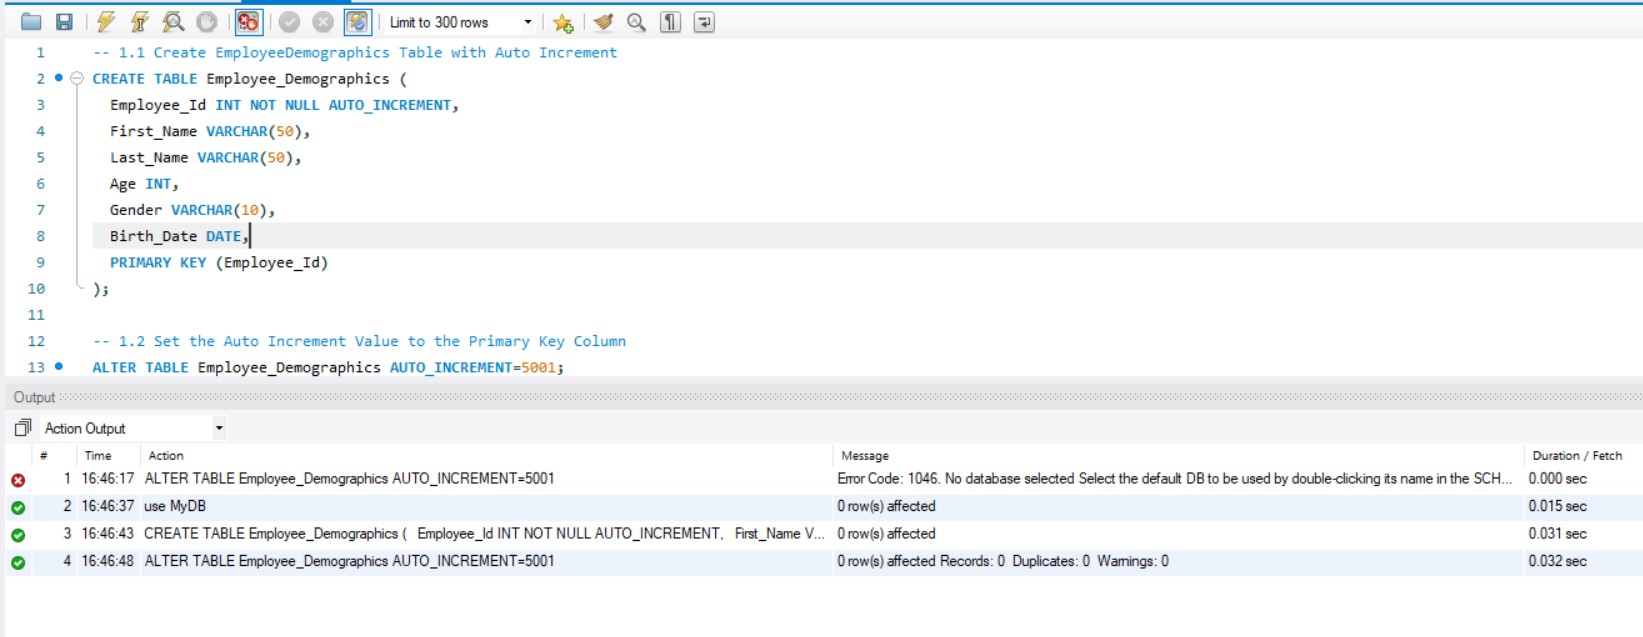 Limit to 300 rows
1 -- 1.1 Create EmployeeDemographics Table with Auto Increment
2 CREATE TABLE Employee_Demographics (
3 Employee_Id INT NOT NULL AUTO_INCREMENT,
4 First_Name VARCHAR(50),
5 Last_Name VARCHAR(50),
6 Age INT,
7 Gender VARCHAR(10),
8 Birth_Date DATE,
9 PRIMARY KEY (Employee_Id)
10 );
11
12 -- 1.2 Set the Auto Increment Value to the Primary Key Column
13 ALTER TABLE Employee_Demographics AUTO_INCREMENT=5001;
Output
Action Output
# Time Action Message Duration / Fetch
1 16:46:17 ALTER TABLE Employee_Demographics AUTO_INCREMENT=5001 Error Code: 1046. No database selected Select the default DB to be used by double-clicking its name in the SCH... 0.000 sec
2 16:46:37 use MyDB 0 row(s) affected 0.015 sec
3 16:46:43 CREATE TABLE Employee_Demographics ( Employee_Id INT NOT NULL AUTO_INCREMENT, First_Name V... 0 row(s) affected 0.031 sec
4 16:46:48 ALTER TABLE Employee_Demographics AUTO_INCREMENT=5001 0 row(s) affected Records: 0 Duplicates: 0 Warnings: 0 0.032 sec